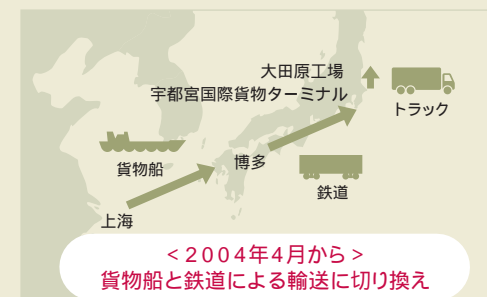 大田原工場
宇都宮国際貨物ターミナル
トラック
貨物船
博多
鉄道
上海
<2004年4月から>
貨物船と鉄道による輸送に切り換え